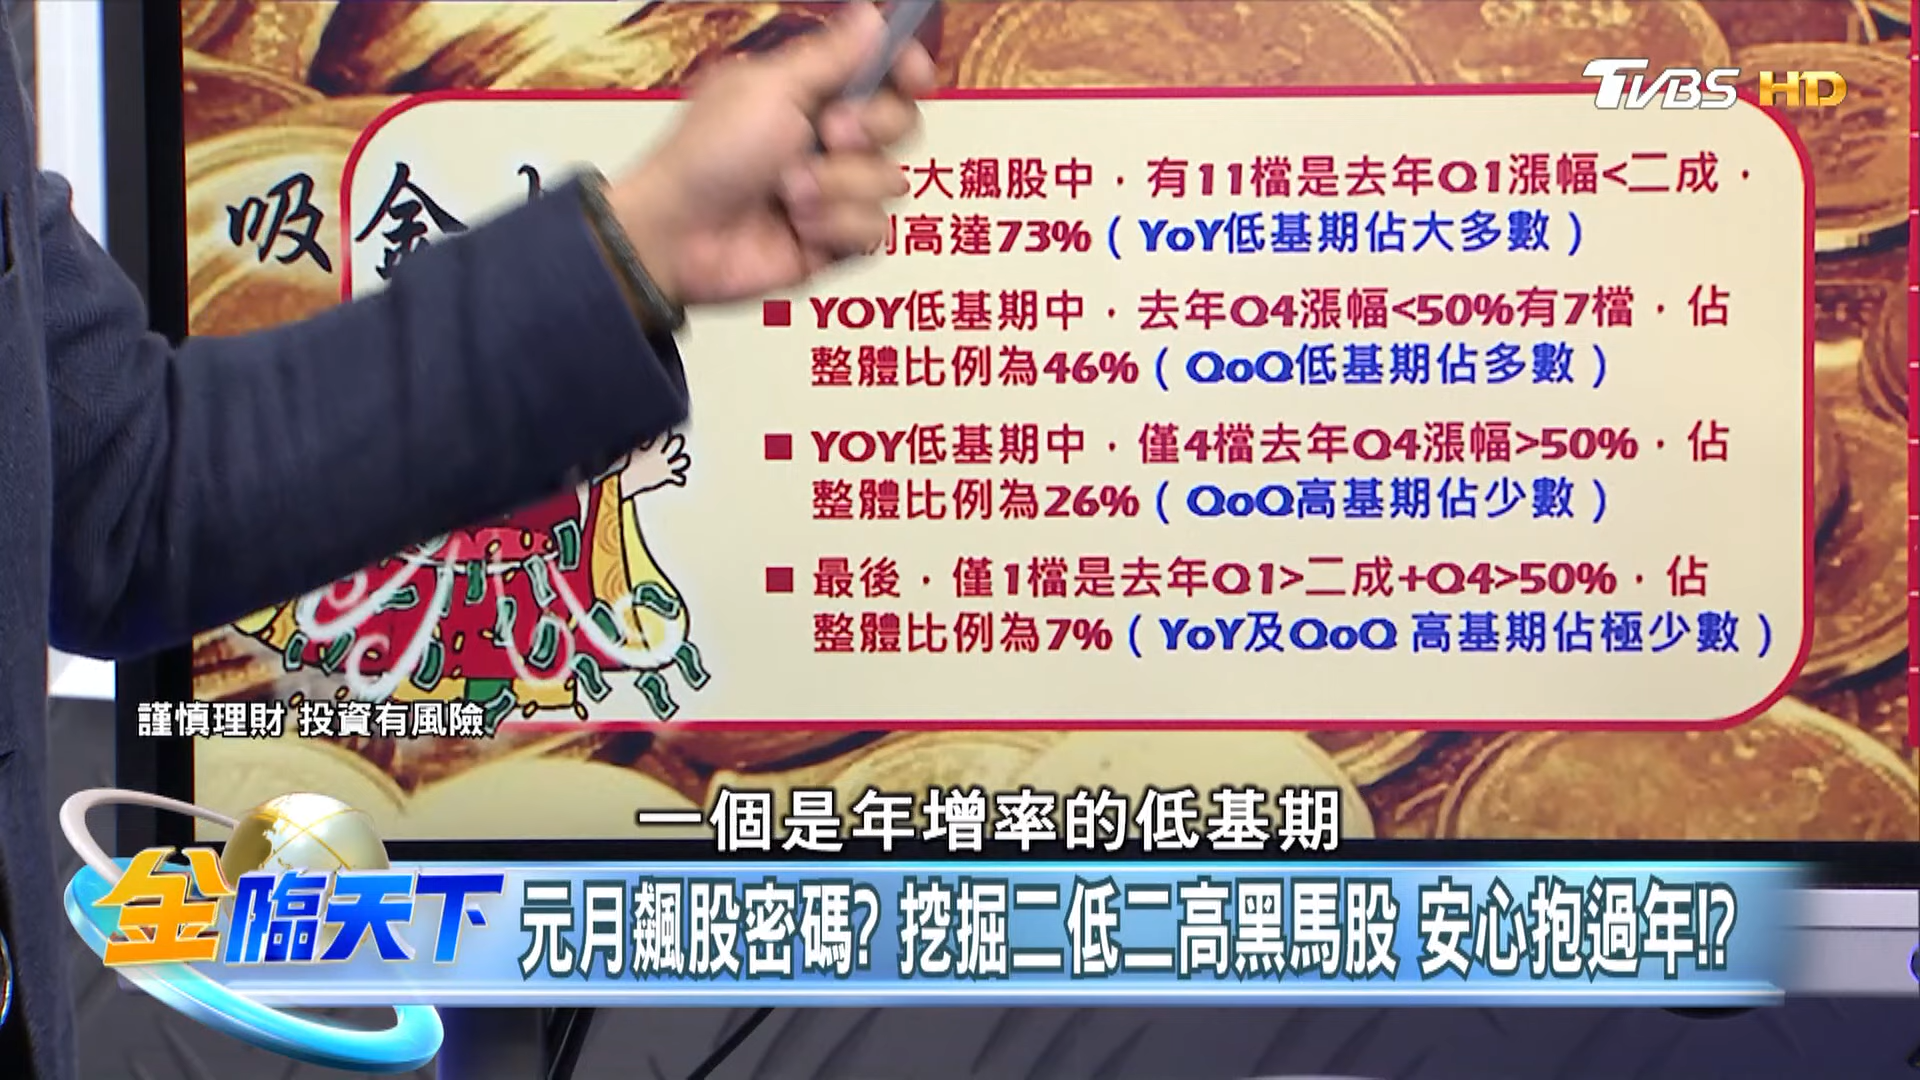 TVBS HD
吸金
大飆股中，有11檔是去年Q1漲幅<二成，
例高達73%（YoY低基期佔大多數）
■ YOY低基期中，去年Q4漲幅<50%有7檔，佔
整體比例為46%（QoQ低基期佔多數）
■ YOY低基期中，僅4檔去年Q4漲幅>50%，佔
整體比例為26%（QoQ高基期佔少數）
■ 最後，僅1檔是去年Q1>二成+Q4>50%，佔
整體比例為7%（YoY及QoQ 高基期佔極少數）
謹慎理財 投資有風險
一個是年增率的低基期
金臨天下
元月飆股密碼? 挖掘二低二高黑馬股 安心抱過年!?